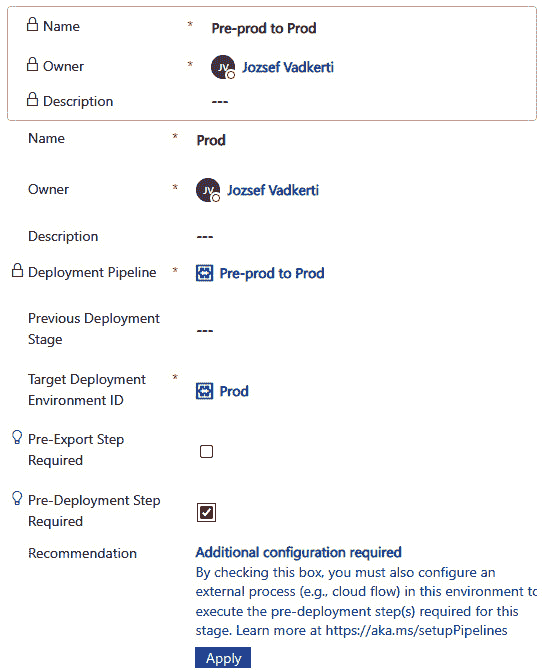 Name * Pre-prod to Prod
Owner * JV Jozsef Vadkerti
Description ---
Name * Prod
Owner * JV Jozsef Vadkerti
Description ---
Deployment Pipeline * Pre-prod to Prod
Previous Deployment
Stage
---
Target Deployment *
Environment ID
Prod
Pre-Export Step
Required
Pre-Deployment Step
Required
Recommendation Additional configuration required
By checking this box, you must also configure an
external process (e.g., cloud flow) in this environment to
execute the pre-deployment step(s) required for this
stage. Learn more at https://aka.ms/setupPipelines
Apply